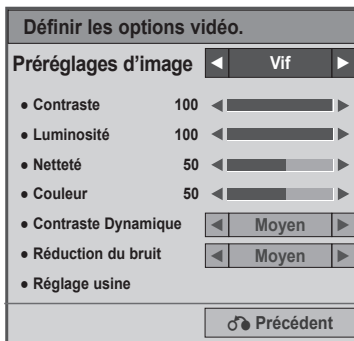 Définir les options vidéo.
Préréglages d'image ◄ Vif ►
● Contraste 100
● Luminosité 100
● Netteté 50
● Couleur 50
● Contraste Dynamique ◄ Moyen ►
● Réduction du bruit ◄ Moyen ►
● Réglage usine
Précédent